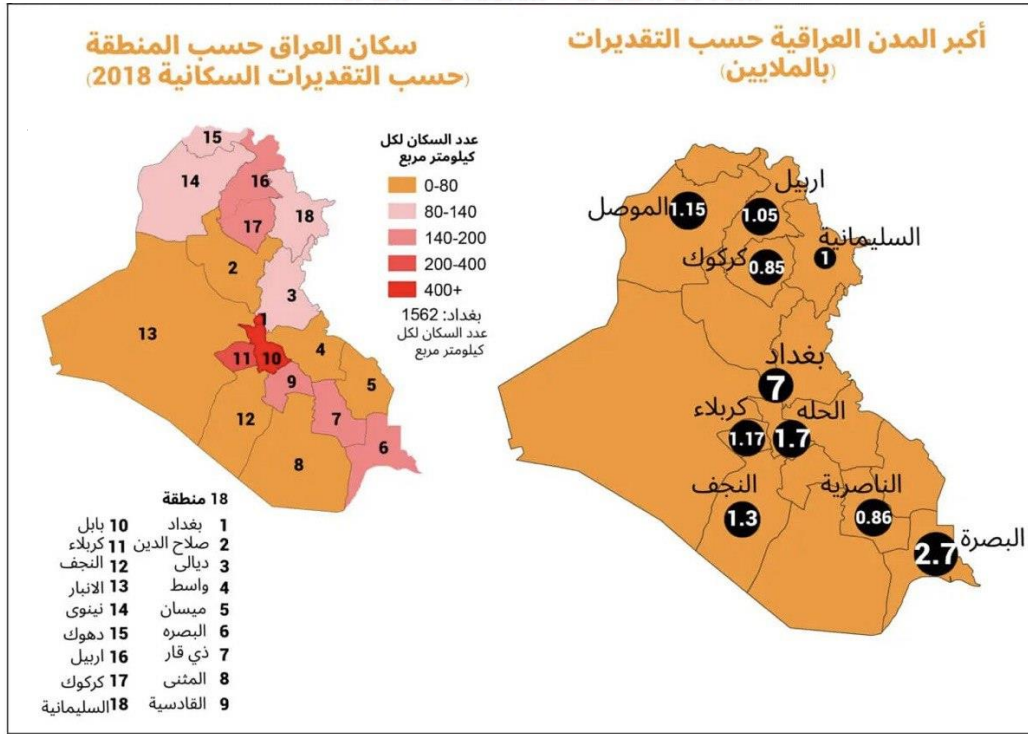 أكبر المدن العراقية حسب التقديرات
(بالملايين)
اربيل
1.05
الموصل
1.15
السليمانية
1
كركوك
0.85
بغداد
7
كربلاء
1.17
الحله
1.7
النجف
1.3
الناصرية
0.86
البصرة
2.7
سكان العراق حسب المنطقة
(حسب التقديرات السكانية 2018)
عدد السكان لكل
كيلومتر مربع
0-80
80-140
140-200
200-400
400+
بغداد: 1562
عدد السكان لكل
كيلومتر مربع
15
14
16
18
17
2
3
1
13
4
11
10
9
5
12
7
6
8
18 منطقة
1 بغداد
2 صلاح الدين
3 ديالى
4 واسط
5 ميسان
6 البصره
7 ذي قار
8 المثنى
9 القادسية
10 بابل
11 كربلاء
12 النجف
13 الانبار
14 نينوى
15 دهوك
16 اربيل
17 كركوك
18 السليمانية